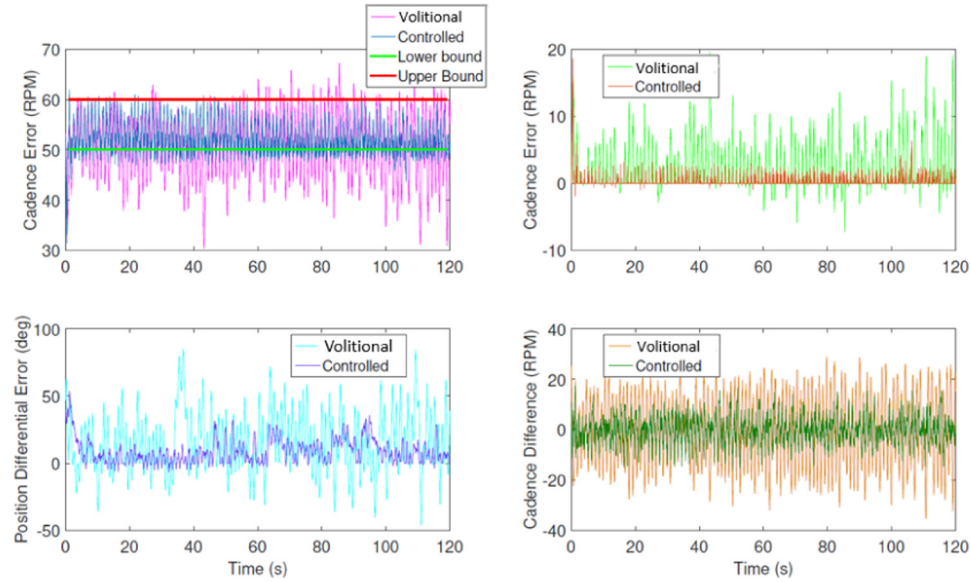 Volitional
Controlled
Lower bound
Upper Bound
Cadence Error (RPM)
70
60
50
40
30
0
20
40
60
80
100
120
Volitional
Controlled
Cadence Error (RPM)
20
10
0
-10
0
20
40
60
80
100
120
Volitional
Controlled
Position Differential Error (deg)
100
50
0
-50
0
20
40
60
80
100
120
Time (s)
Volitional
Controlled
Cadence Difference (RPM)
40
20
0
-20
-40
0
20
40
60
80
100
120
Time (s)